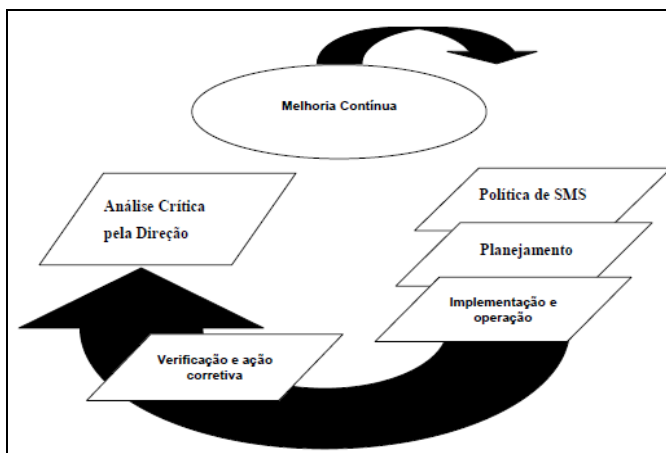 Melhoria Contínua
Política de SMS
Análise Crítica
pela Direção
Planejamento
Implementação e
operação
Verificação e ação
corretiva